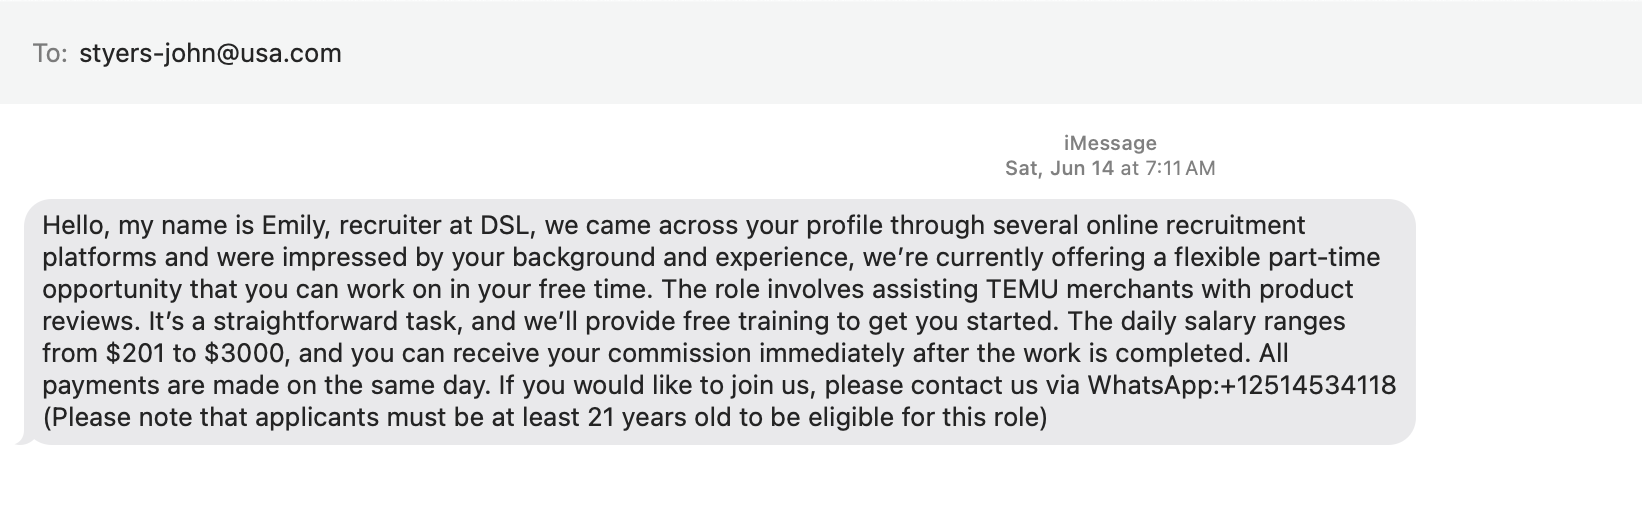 To: styers-john@usa.com
iMessage
Sat, Jun 14 at 7:11 AM
Hello, my name is Emily, recruiter at DSL, we came across your profile through several online recruitment
platforms and were impressed by your background and experience, we’re currently offering a flexible part-time
opportunity that you can work on in your free time. The role involves assisting TEMU merchants with product
reviews. It’s a straightforward task, and we’ll provide free training to get you started. The daily salary ranges
from $201 to $3000, and you can receive your commission immediately after the work is completed. All
payments are made on the same day. If you would like to join us, please contact us via WhatsApp:+12514534118
(Please note that applicants must be at least 21 years old to be eligible for this role)